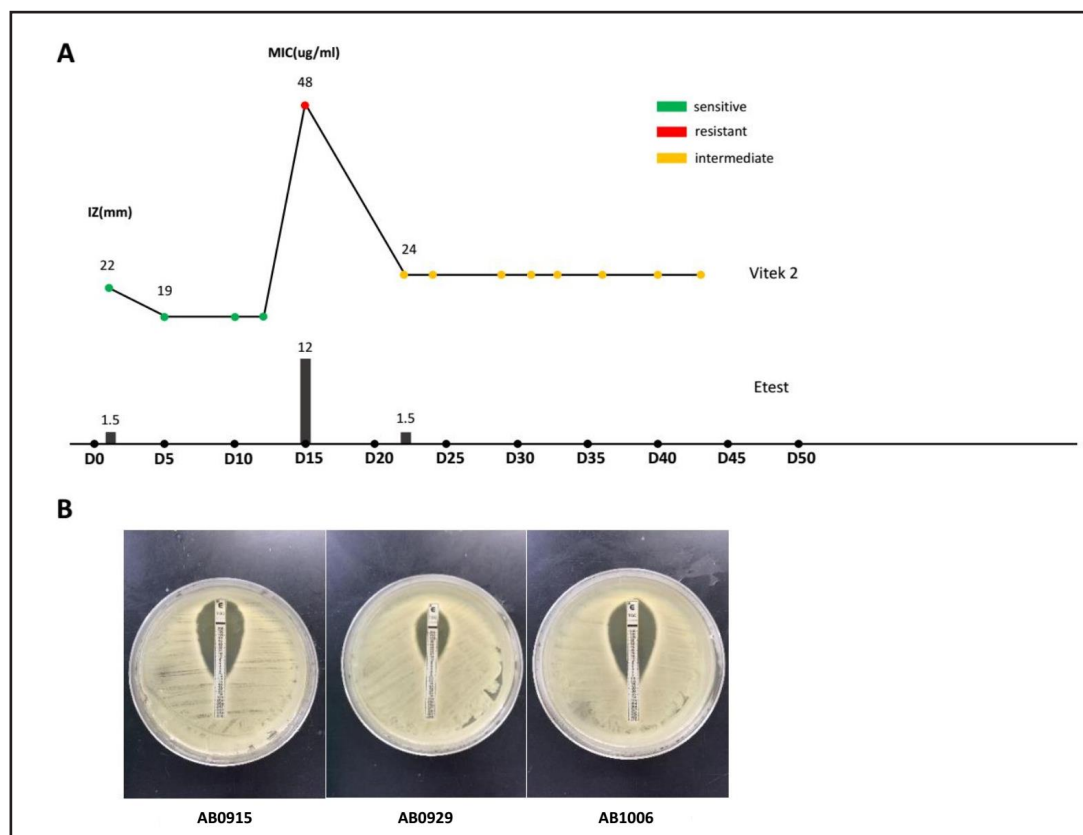 A
MIC(ug/ml)
48
sensitive
resistant
intermediate
IZ(mm)
22
19
24
Vitek 2
12
Etest
1.5
1.5
D0 D5 D10 D15 D20 D25 D30 D35 D40 D45 D50
B
AB0915 AB0929 AB1006